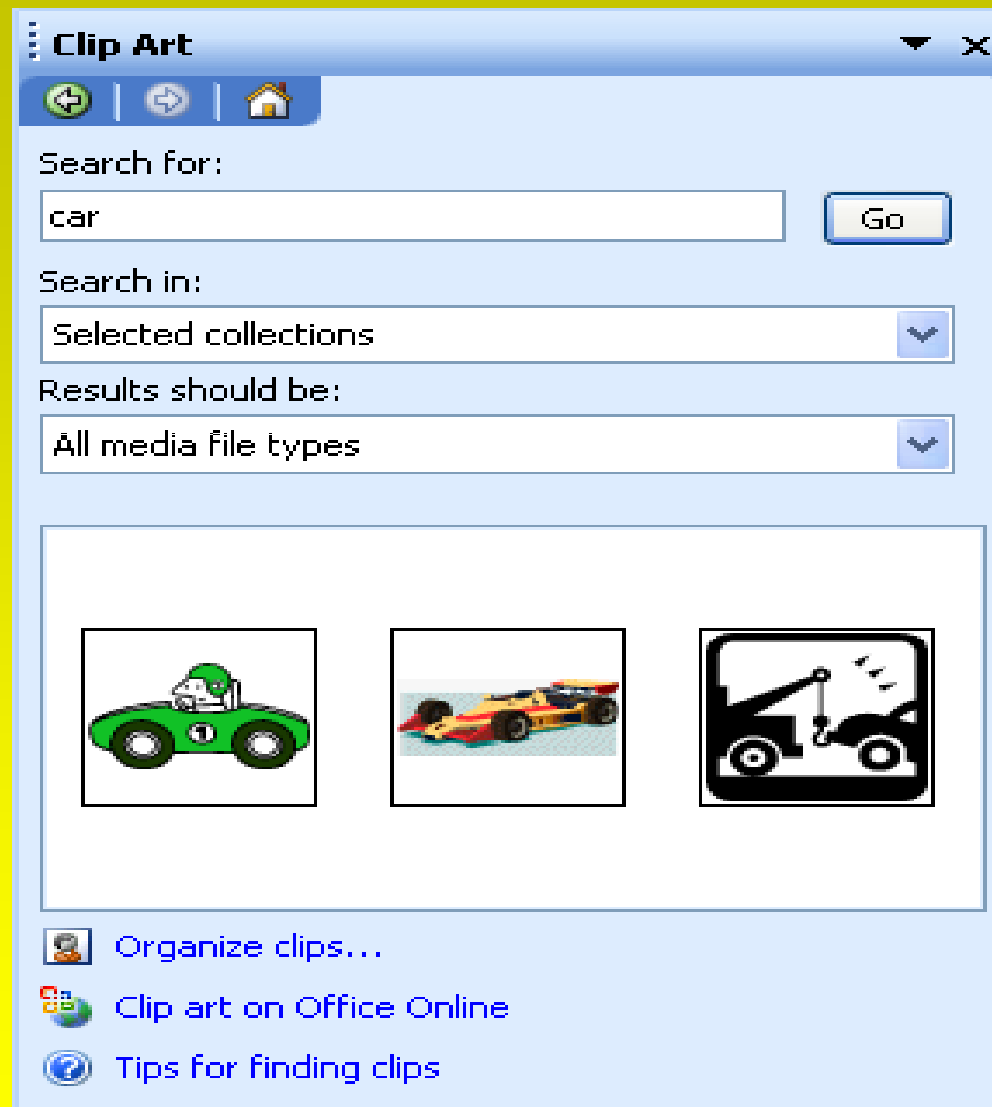 Clip Art
Search for:
car
Go
Search in:
Selected collections
Results should be:
All media file types
1
Organize clips...
Clip art on Office Online
Tips for finding clips